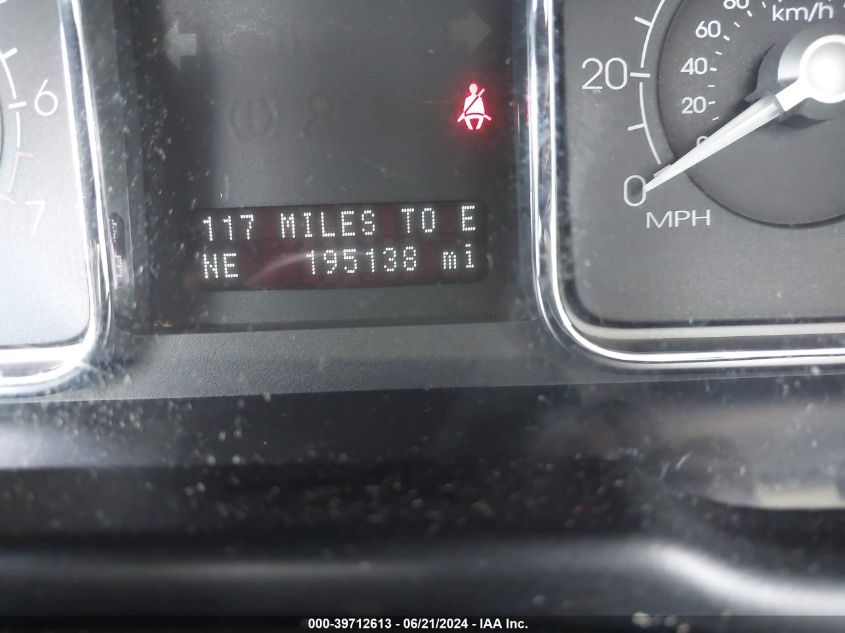 80 km/h
60
20 40
6 20
0
7 0 MPH
117 MILES TO E
NE 195138 mi
000-39712613 - 06/21/2024 - IAA Inc.